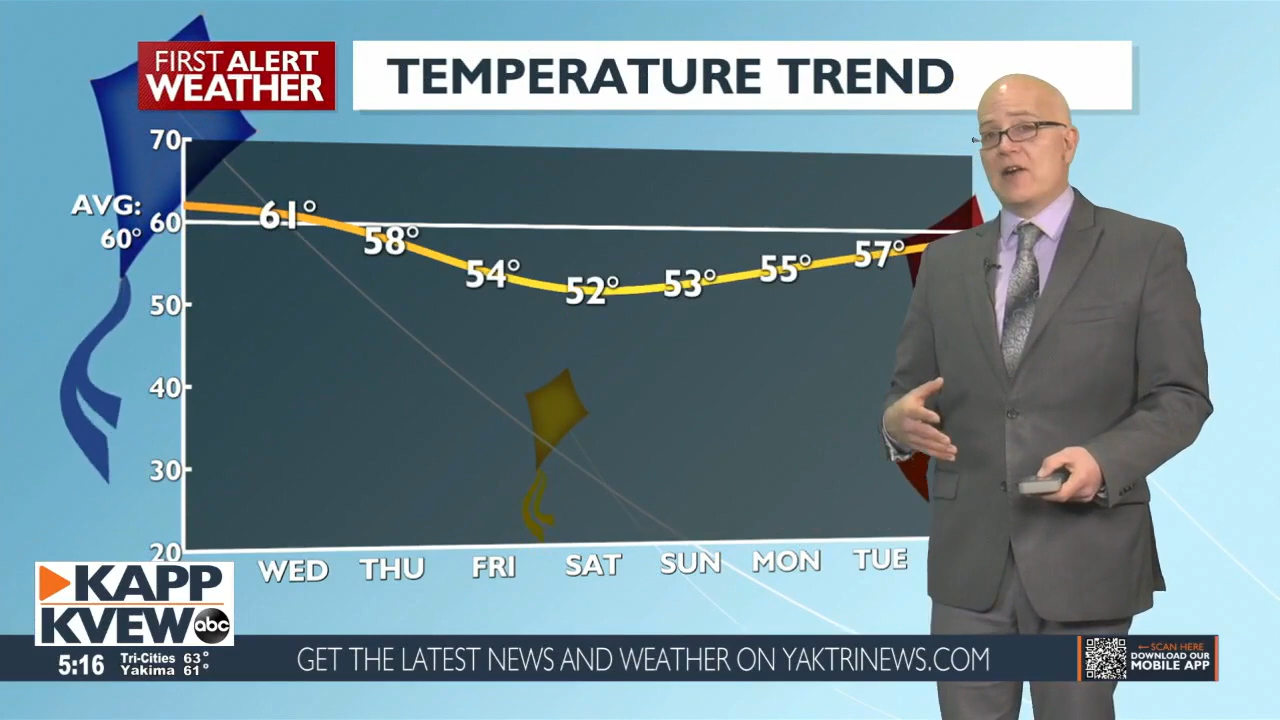 FIRST ALERT
WEATHER
TEMPERATURE TREND
70
AVG:
60°
60
50
40
30
20
61°
58°
54°
52°
53°
55°
57°
WED THU FRI SAT SUN MON TUE
KAPP
KVEW abc
5:16
Tri-Cities 63°
Yakima 61°
GET THE LATEST NEWS AND WEATHER ON YAKTRINEWS.COM
←SCAN HERE
DOWNLOAD OUR
MOBILE APP